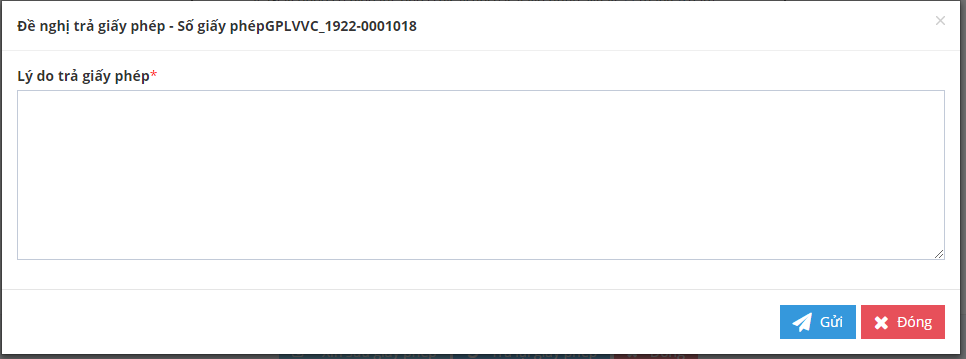 Đề nghị trả giấy phép - Số giấy phépGPLVVC_1922-0001018
×
Lý do trả giấy phép*
Gửi
Đóng